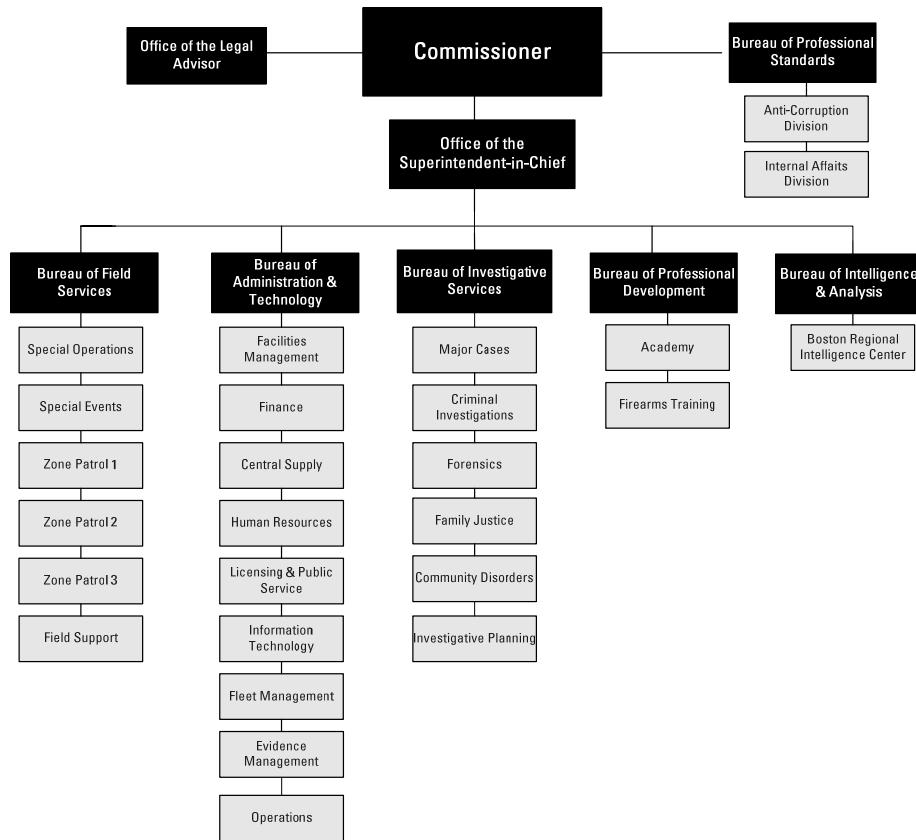 Office of the Legal
Advisor
Commissioner
Bureau of Professional
Standards
Anti-Corruption
Division
Internal Affaits
Division
Office of the
Superintendent-in-Chief
Bureau of Field
Services
Special Operations
Special Events
Zone Patrol 1
Zone Patrol 2
Zone Patrol 3
Field Support
Bureau of
Administration &
Technology
Facilities
Management
Finance
Central Supply
Human Resources
Licensing & Public
Service
Information
Technology
Fleet Management
Evidence
Management
Operations
Bureau of Investigative
Services
Major Cases
Criminal
Investigations
Forensics
Family Justice
Community Disorders
Investigative Planning
Bureau of Professional
Development
Academy
Firearms Training
Bureau of Intelligence
& Analysis
Boston Regional
Intelligence Center